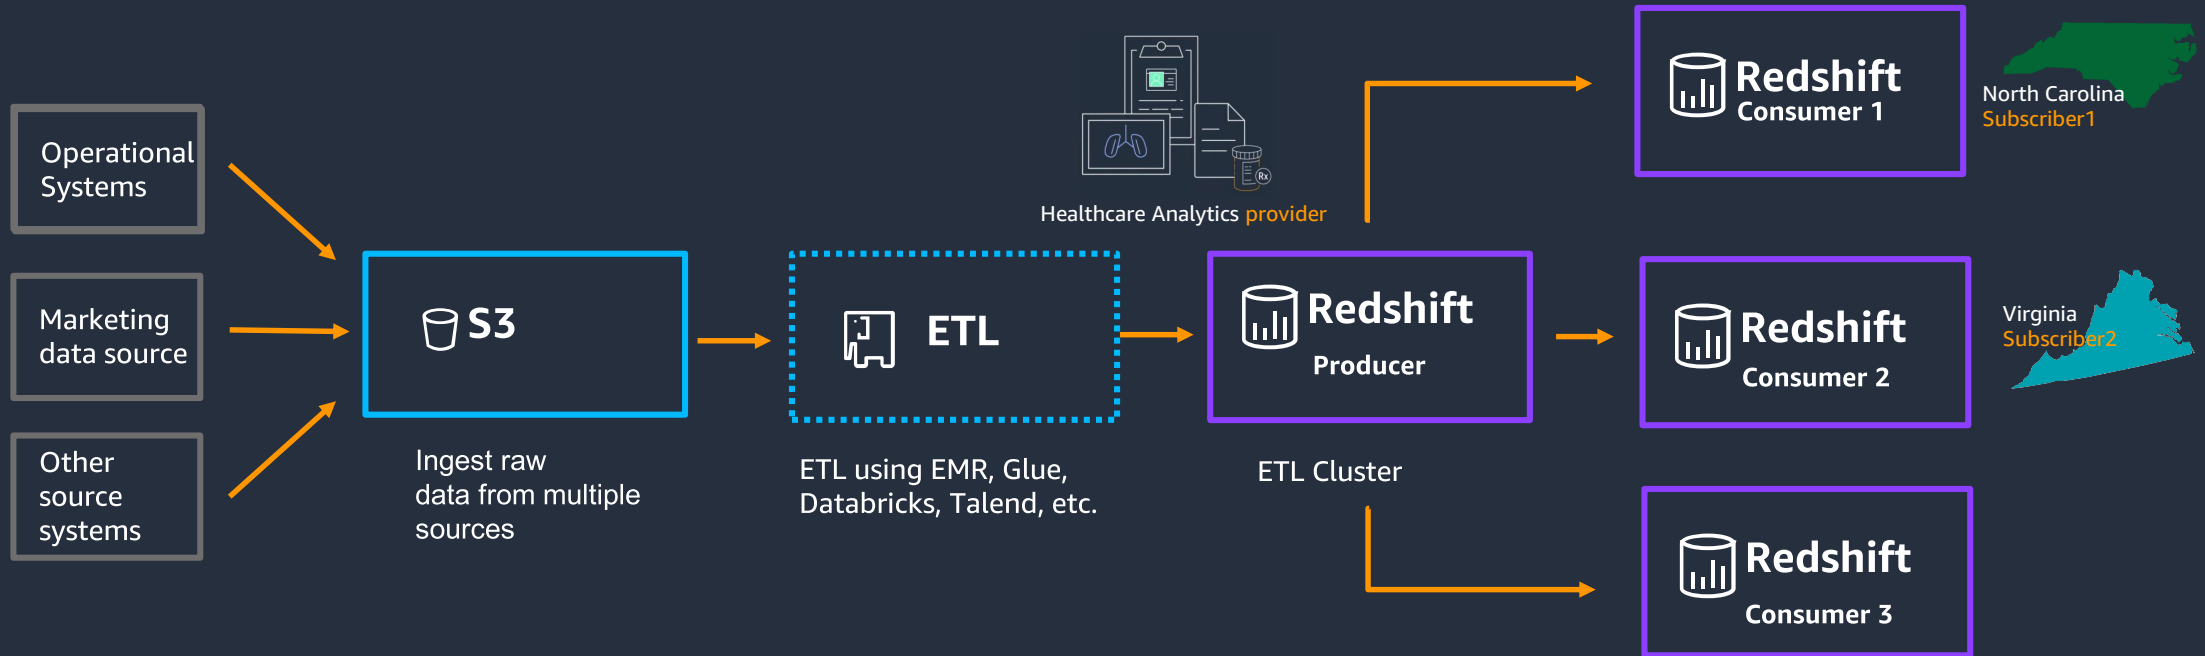 Operational
Systems
Marketing
data source
Other
source
systems
S3
Ingest raw
data from multiple
sources
ETL
ETL using EMR, Glue,
Databricks, Talend, etc.
Rx
Healthcare Analytics provider
Redshift
Producer
ETL Cluster
Redshift
Consumer 1
North Carolina
Subscriber1
Redshift
Consumer 2
Virginia
Subscriber2
Redshift
Consumer 3